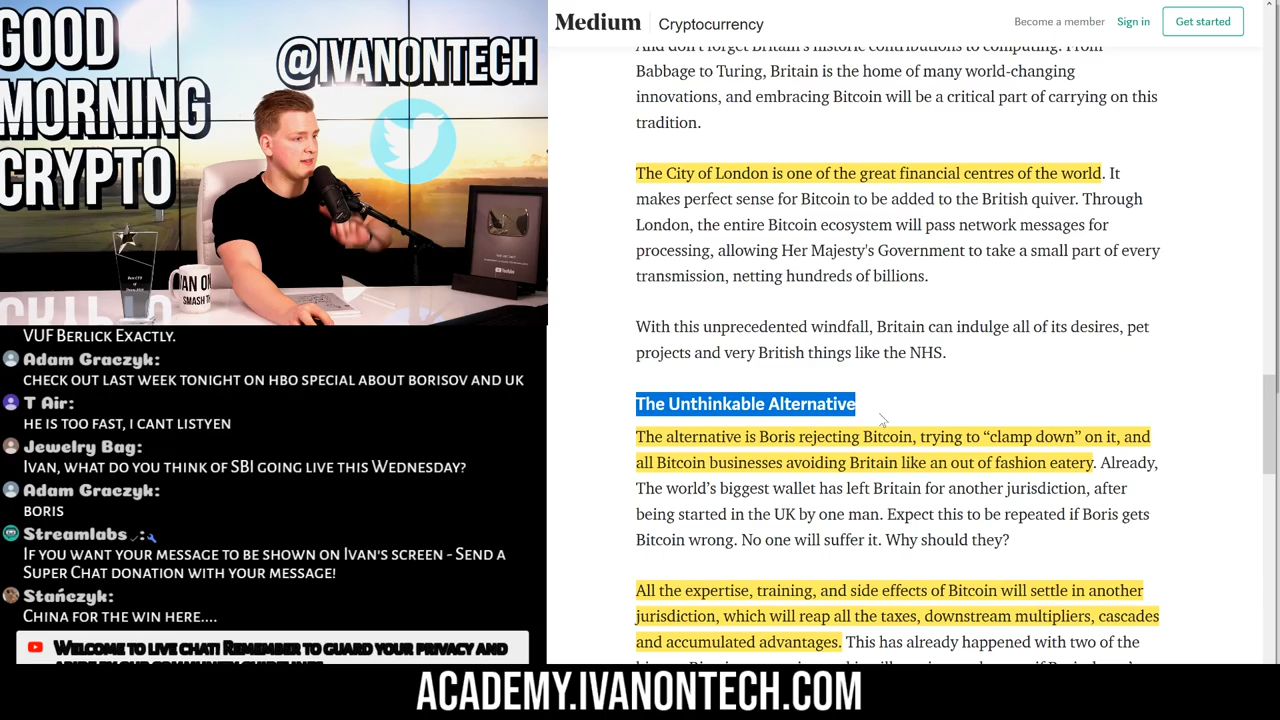 GOOD
MORNING
CRYPTO
@IVANONTECH
IVAN ON
SMASH TH
VUF Berlick Exactly.
Adam Graczyk:
CHECK OUT LAST WEEK TONIGHT ON HBO SPECIAL ABOUT BORISOV AND UK
T Air:
HE IS TOO FAST, I CANT LISTYEN
Jewelry Bag:
IVAN, WHAT DO YOU THINK OF SBI GOING LIVE THIS WEDNESDAY?
Adam Graczyk:
BORIS
Streamlabs :
IF YOU WANT YOUR MESSAGE TO BE SHOWN ON IVAN'S SCREEN - SEND A
SUPER CHAT DONATION WITH YOUR MESSAGE!
Stańczyk:
CHINA FOR THE WIN HERE....
WELCOME TO LIVE CHAT! REMEMBER TO GUARD YOUR PRIVACY AND
Medium
Cryptocurrency
Become a member
Sign in
Get started
And don't forget Britain's historic contributions to computing. From
Babbage to Turing, Britain is the home of many world-changing
innovations, and embracing Bitcoin will be a critical part of carrying on this
tradition.
The City of London is one of the great financial centres of the world. It
makes perfect sense for Bitcoin to be added to the British quiver. Through
London, the entire Bitcoin ecosystem will pass network messages for
processing, allowing Her Majesty's Government to take a small part of every
transmission, netting hundreds of billions.
With this unprecedented windfall, Britain can indulge all of its desires, pet
projects and very British things like the NHS.
The Unthinkable Alternative
The alternative is Boris rejecting Bitcoin, trying to “clamp down” on it, and
all Bitcoin businesses avoiding Britain like an out of fashion eatery. Already,
The world's biggest wallet has left Britain for another jurisdiction, after
being started in the UK by one man. Expect this to be repeated if Boris gets
Bitcoin wrong. No one will suffer it. Why should they?
All the expertise, training, and side effects of Bitcoin will settle in another
jurisdiction, which will reap all the taxes, downstream multipliers, cascades
and accumulated advantages. This has already happened with two of the
ACADEMY.IVANONTECH.COM